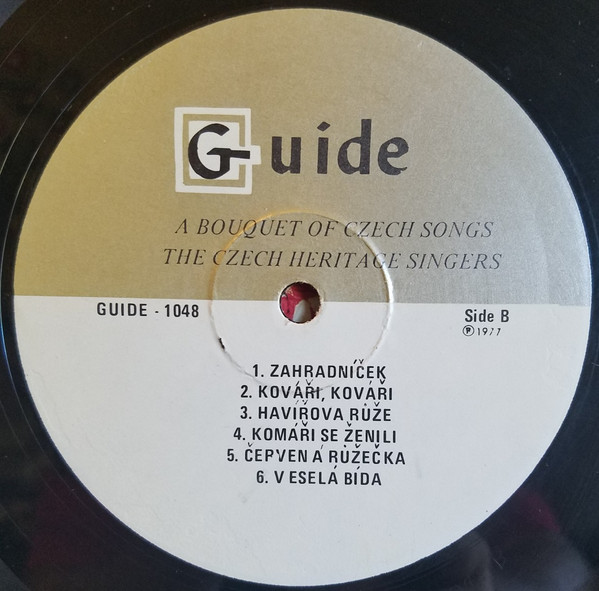 Guide
A BOUQUET OF CZECH SONGS
THE CZECH HERITAGE SINGERS
GUIDE - 1048
Side B
Ⓟ 1977
1. ZAHRADNÍČEK
2. KOVÁŘI, KOVÁŘI
3. HAVÍŘOVA RŮŽE
4. KOMÁŘI SE ŽENILI
5. ČEPVENÁ RŮŽEČKA
6. V ESELÁ BÍDA